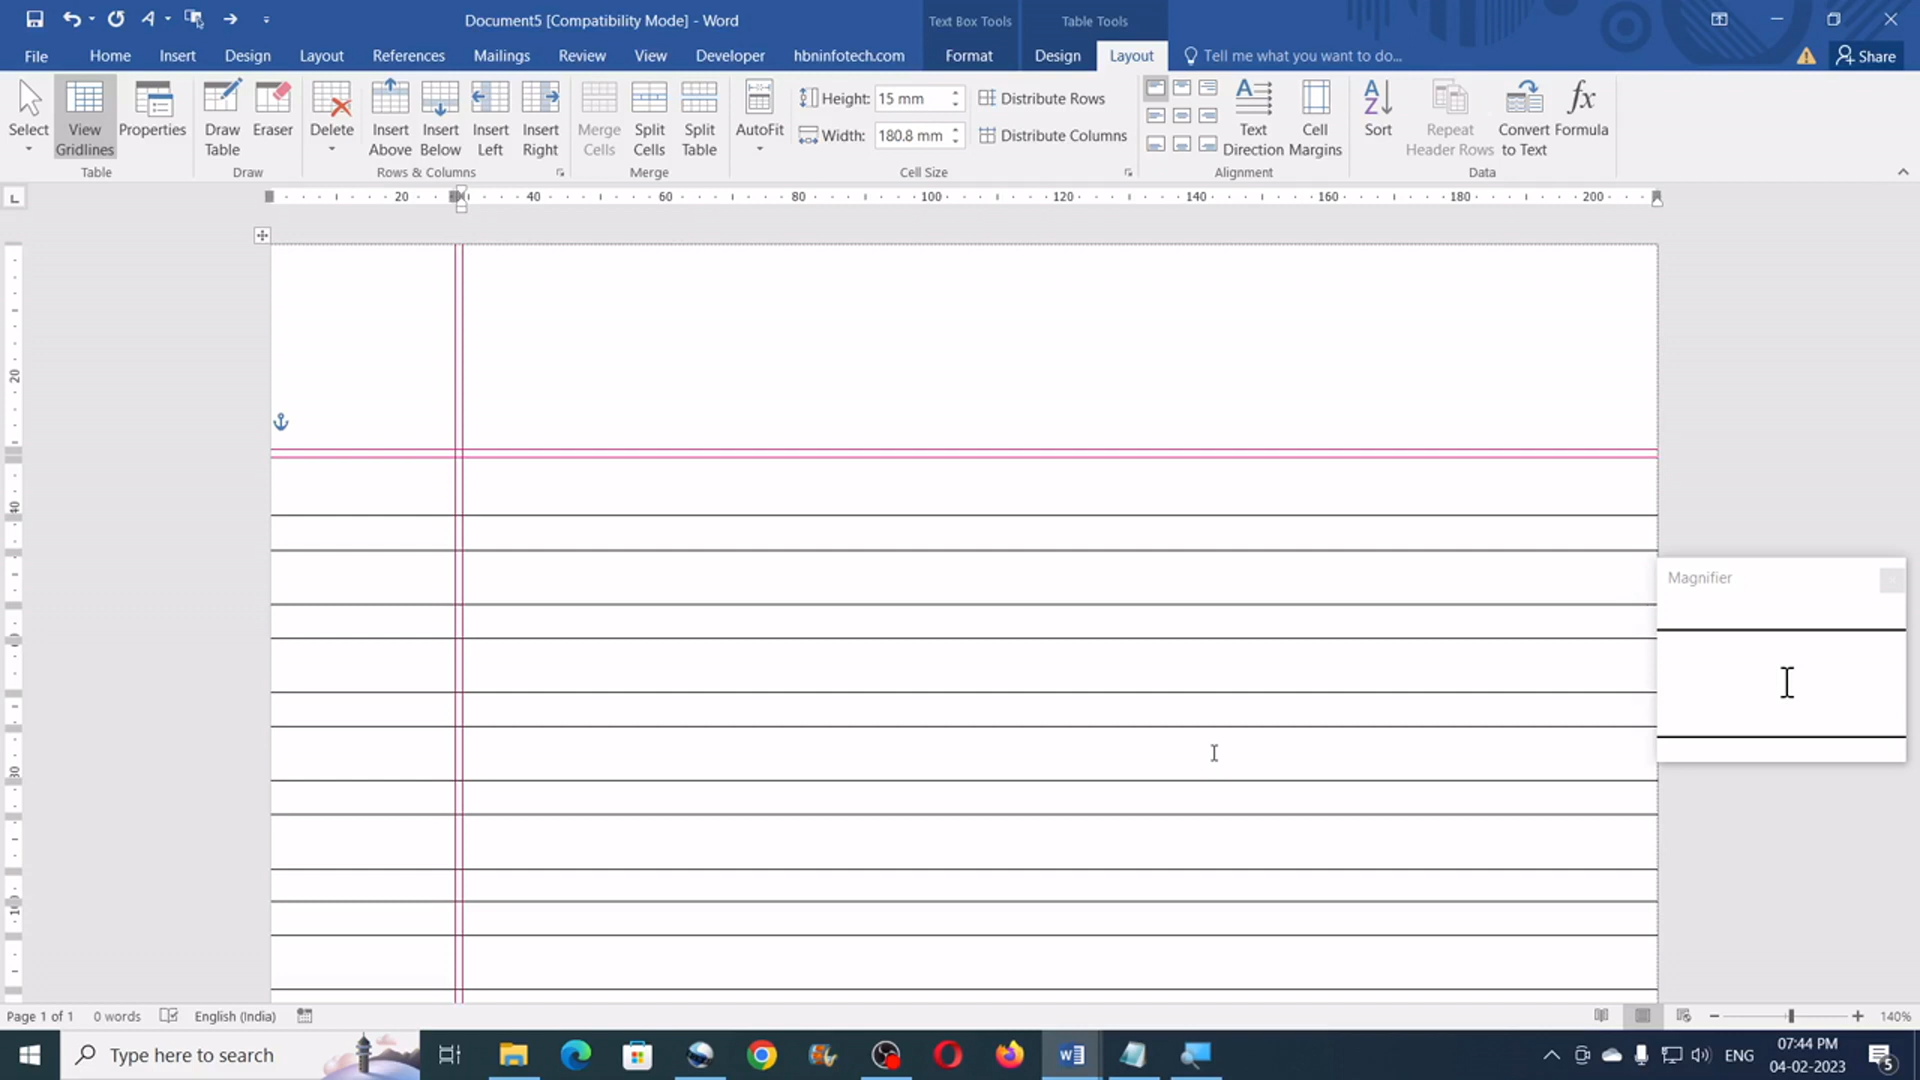 Document5 [Compatibility Mode] - Word
Text Box Tools
Table Tools
File
Home
Insert
Design
Layout
References
Mailings
Review
View
Developer
hbninfotech.com
Format
Design
Layout
Tell me what you want to do...
Share
Select
View Gridlines
Properties
Table
Draw Table
Eraser
Draw
Delete
Insert Above
Insert Below
Insert Left
Insert Right
Rows & Columns
Merge Cells
Split Cells
Split Table
Merge
AutoFit
Height: 15 mm
Width: 180.8 mm
Distribute Rows
Distribute Columns
Cell Size
Text Direction
Cell Margins
Alignment
Sort
Repeat Header Rows
Convert to Text
Formula
Data
20 40 60 80 100 120 140 160 180 200
20
40
Magnifier
Page 1 of 1
0 words
English (India)
140%
Type here to search
ENG
07:44 PM
04-02-2023
5